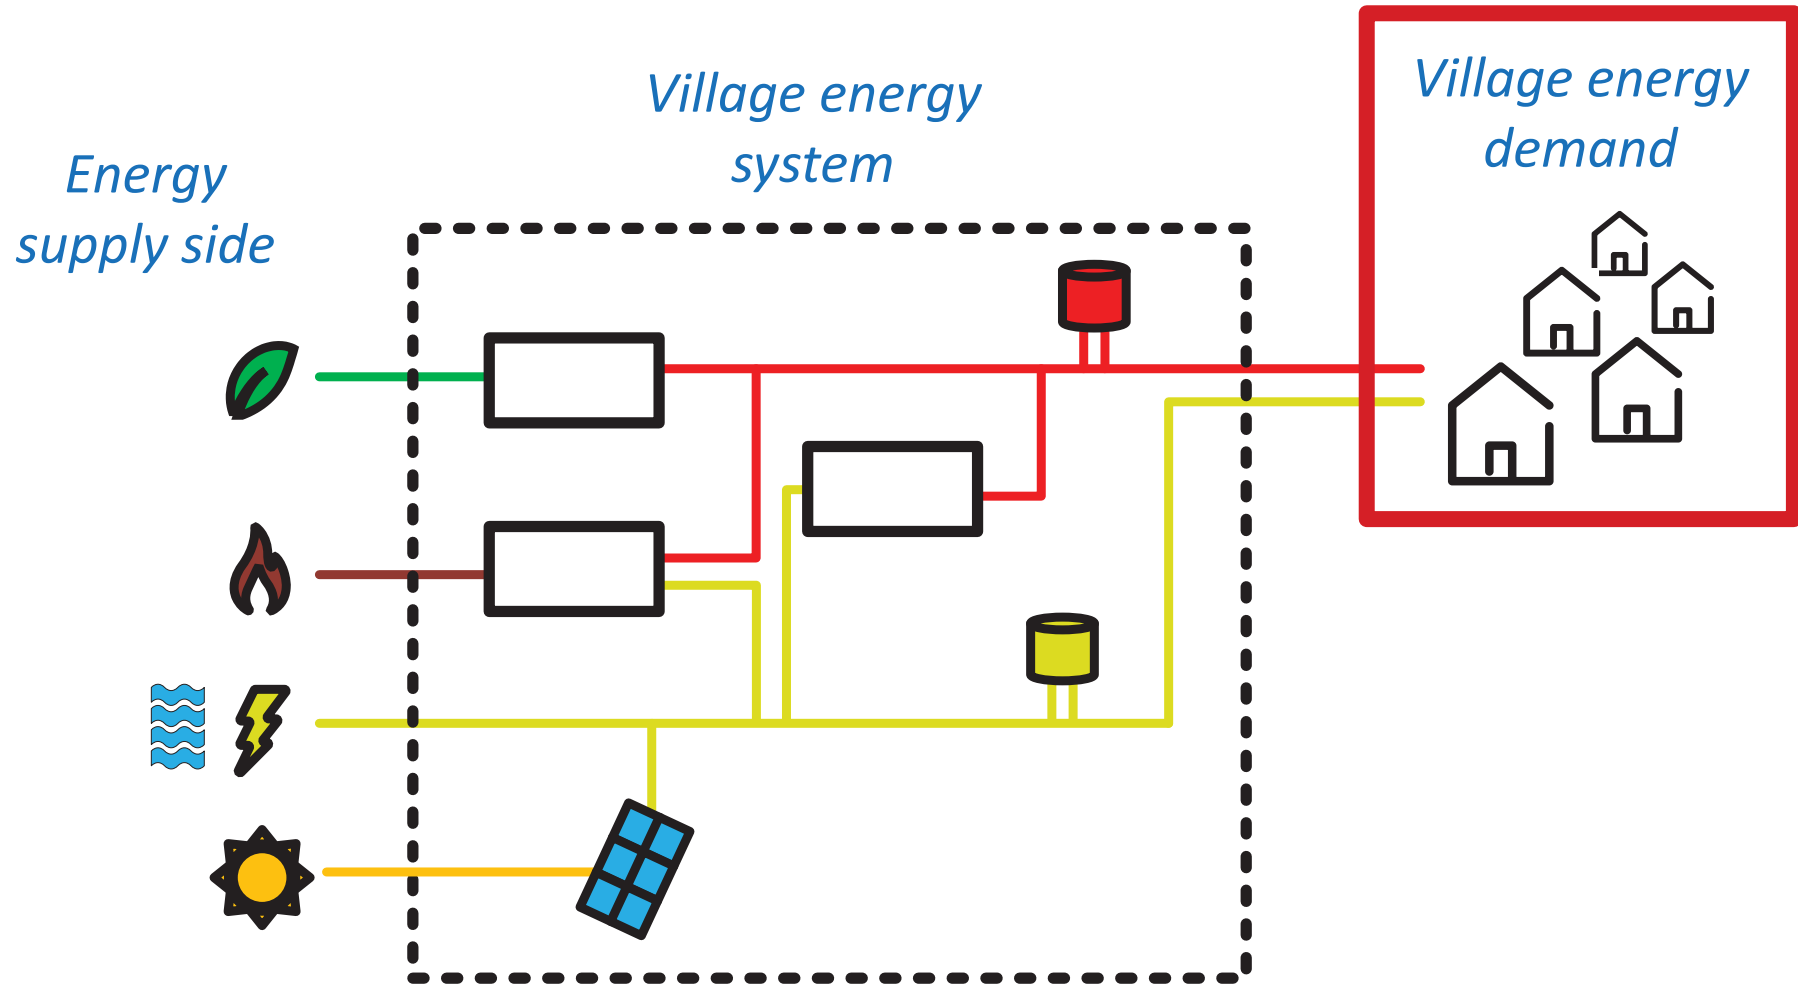 Energy
supply side
Village energy
system
Village energy
demand